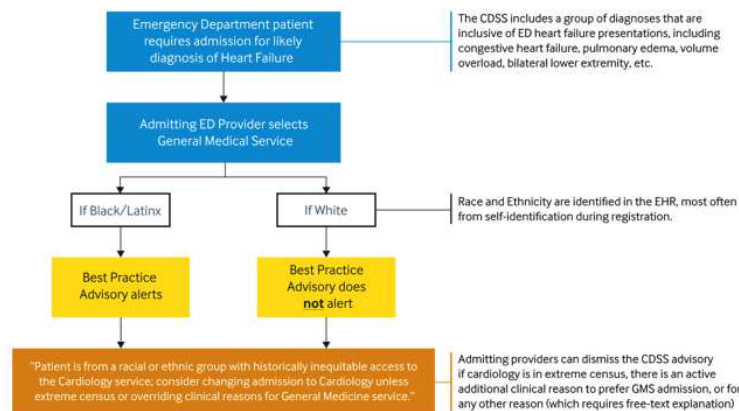 Emergency Department patient
requires admission for likely
diagnosis of Heart Failure
The CDSS includes a group of diagnoses that are
inclusive of ED heart failure presentations, including
congestive heart failure, pulmonary edema, volume
overload, bilateral lower extremity, etc.
Admitting ED Provider selects
General Medical Service
If Black/Latinx
If White
Race and Ethnicity are identified in the EHR, most often
from self-identification during registration.
Best Practice
Advisory alerts
Best Practice
Advisory does
not alert
"Patient is from a racial or ethnic group with historically inequitable access to
the Cardiology service; consider changing admission to Cardiology unless
extreme census or overriding clinical reasons for General Medicine service."
Admitting providers can dismiss the CDSS advisory
if cardiology is in extreme census, there is an active
additional clinical reason to prefer GMS admission, or for
any other reason (which requires free-text explanation)